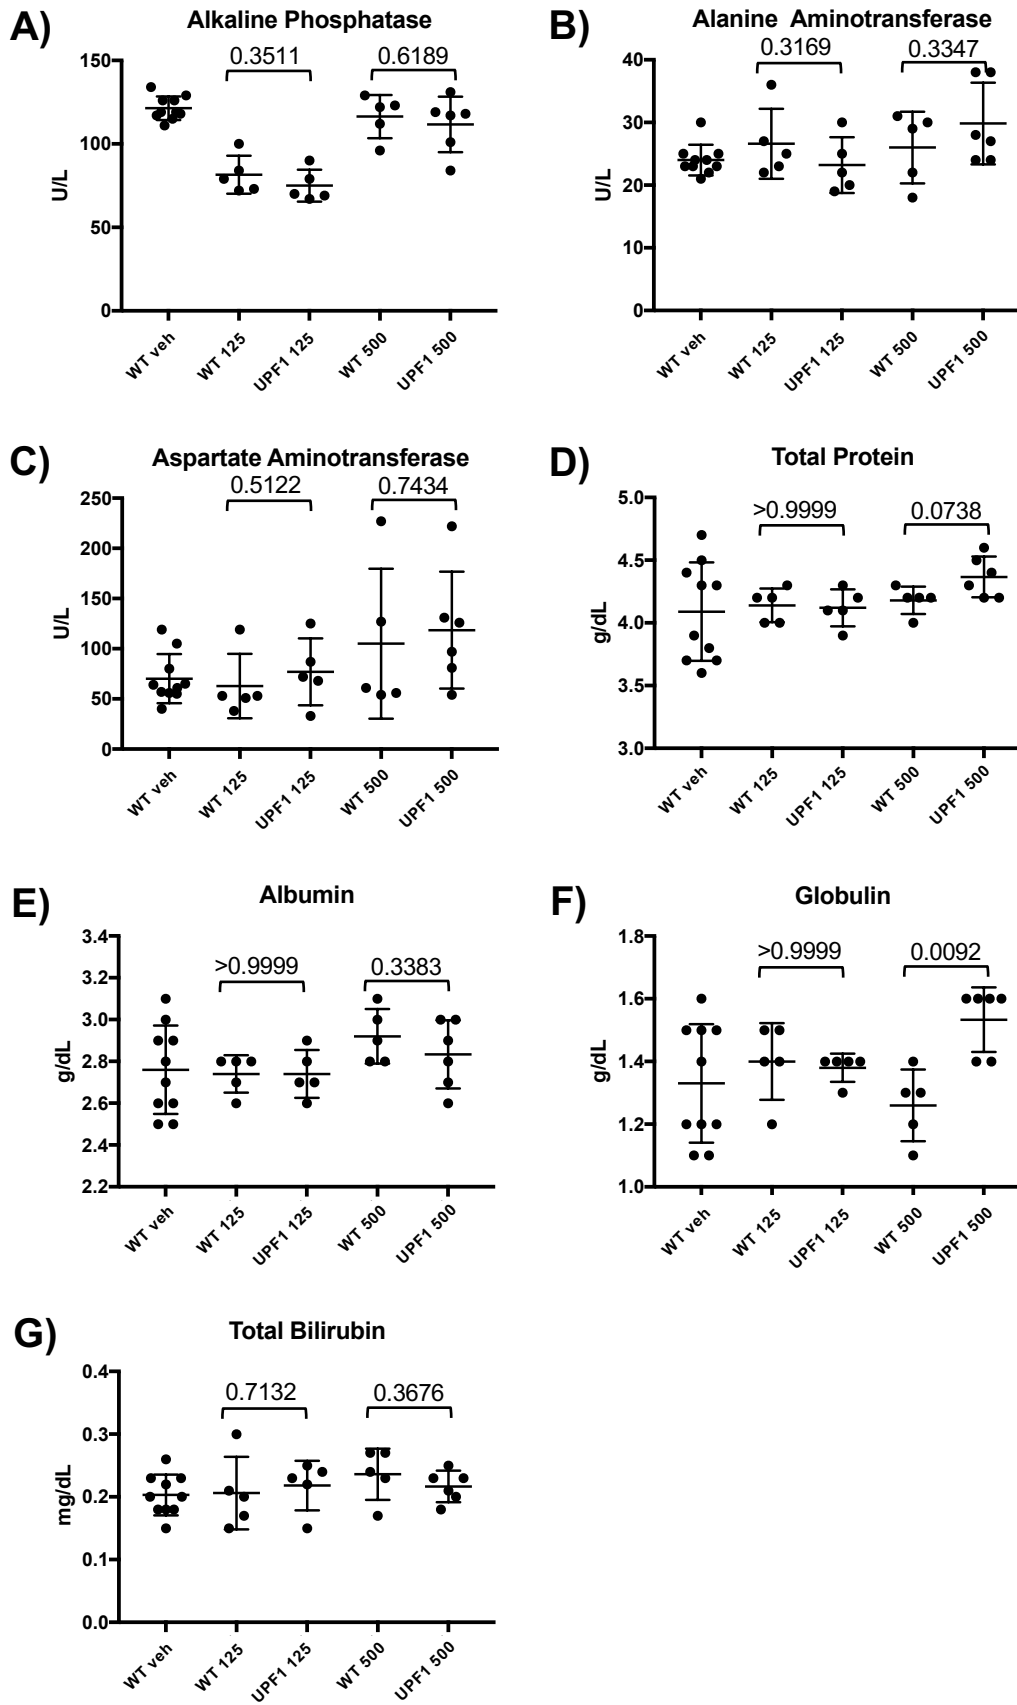 A)
Alkaline Phosphatase
0.3511
0.6189
150
100
50
0
U/L
WT veh
WT 125
UPF1 125
WT 500
UPF1 500
B)
Alanine Aminotransferase
0.3169
0.3347
40
30
20
10
0
U/L
WT veh
WT 125
UPF1 125
WT 500
UPF1 500
C)
Aspartate Aminotransferase
0.5122
0.7434
250
200
150
100
50
0
U/L
WT veh
WT 125
UPF1 125
WT 500
UPF1 500
D)
Total Protein
>0.9999
0.0738
5.0
4.5
4.0
3.5
3.0
g/dL
WT veh
WT 125
UPF1 125
WT 500
UPF1 500
E)
Albumin
>0.9999
0.3383
3.4
3.2
3.0
2.8
2.6
2.4
2.2
g/dL
WT veh
WT 125
UPF1 125
WT 500
UPF1 500
F)
Globulin
>0.9999
0.0092
1.8
1.6
1.4
1.2
1.0
g/dL
WT veh
WT 125
UPF1 125
WT 500
UPF1 500
G)
Total Bilirubin
0.7132
0.3676
0.4
0.3
0.2
0.1
0.0
mg/dL
WT veh
WT 125
UPF1 125
WT 500
UPF1 500